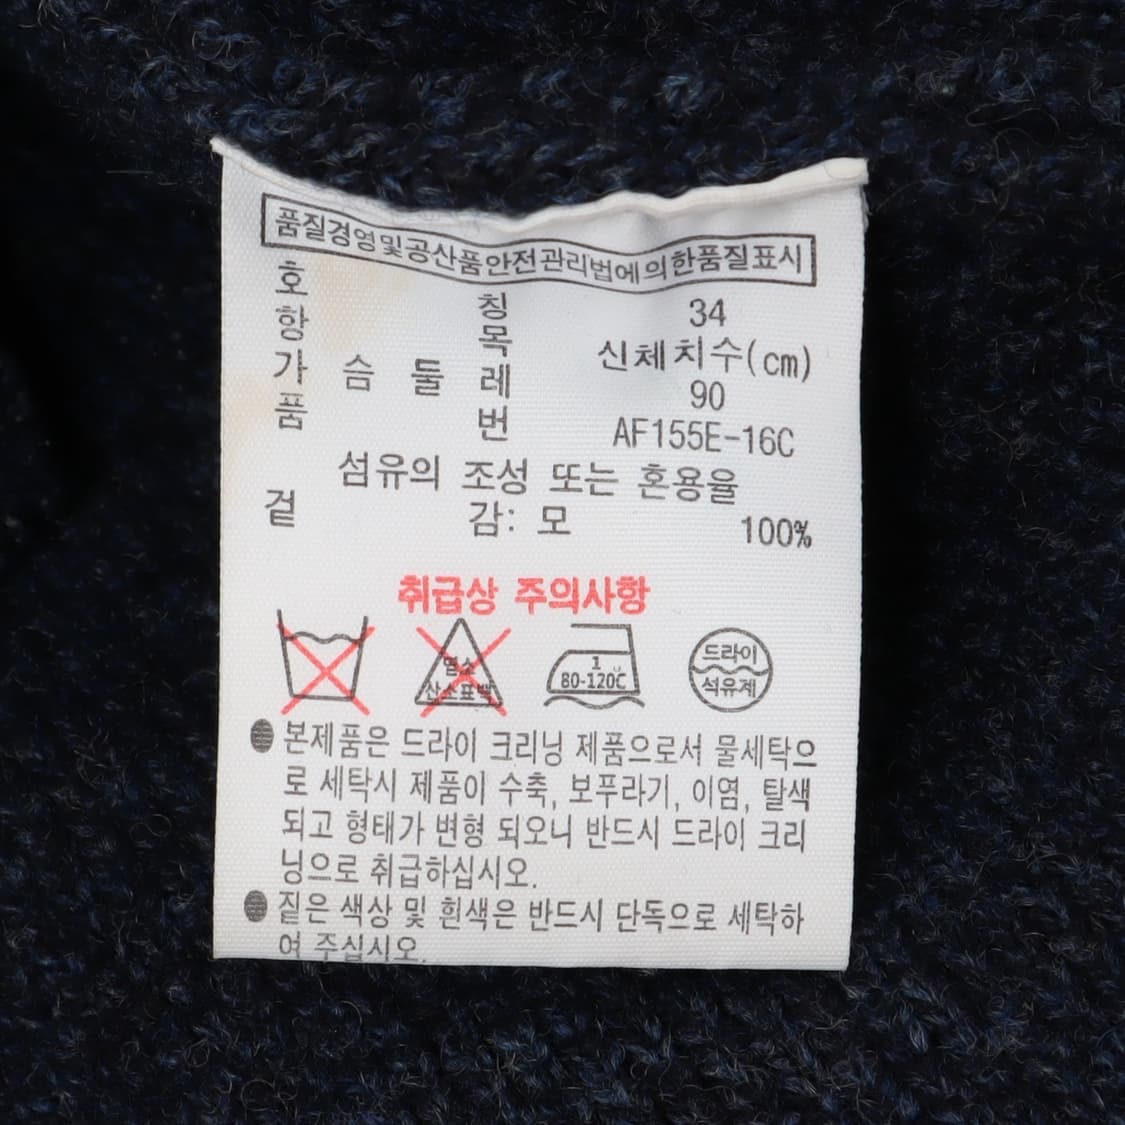 품질경영및공산품안전관리법에의한품질표시
호 칭 34
항 목 신체치수(cm)
가 슴 둘 레 90
품 번 AF155E-16C
섬유의 조성 또는 혼용율
겉 감: 모 100%
취급상 주의사항
염소
산소표백
1
80-120℃
드라이
석유계
본제품은 드라이 크리닝 제품으로서 물세탁으
로 세탁시 제품이 수축, 보푸라기, 이염, 탈색
되고 형태가 변형 되오니 반드시 드라이 크리
닝으로 취급하십시오.
짙은 색상 및 흰색은 반드시 단독으로 세탁하
여 주십시오.